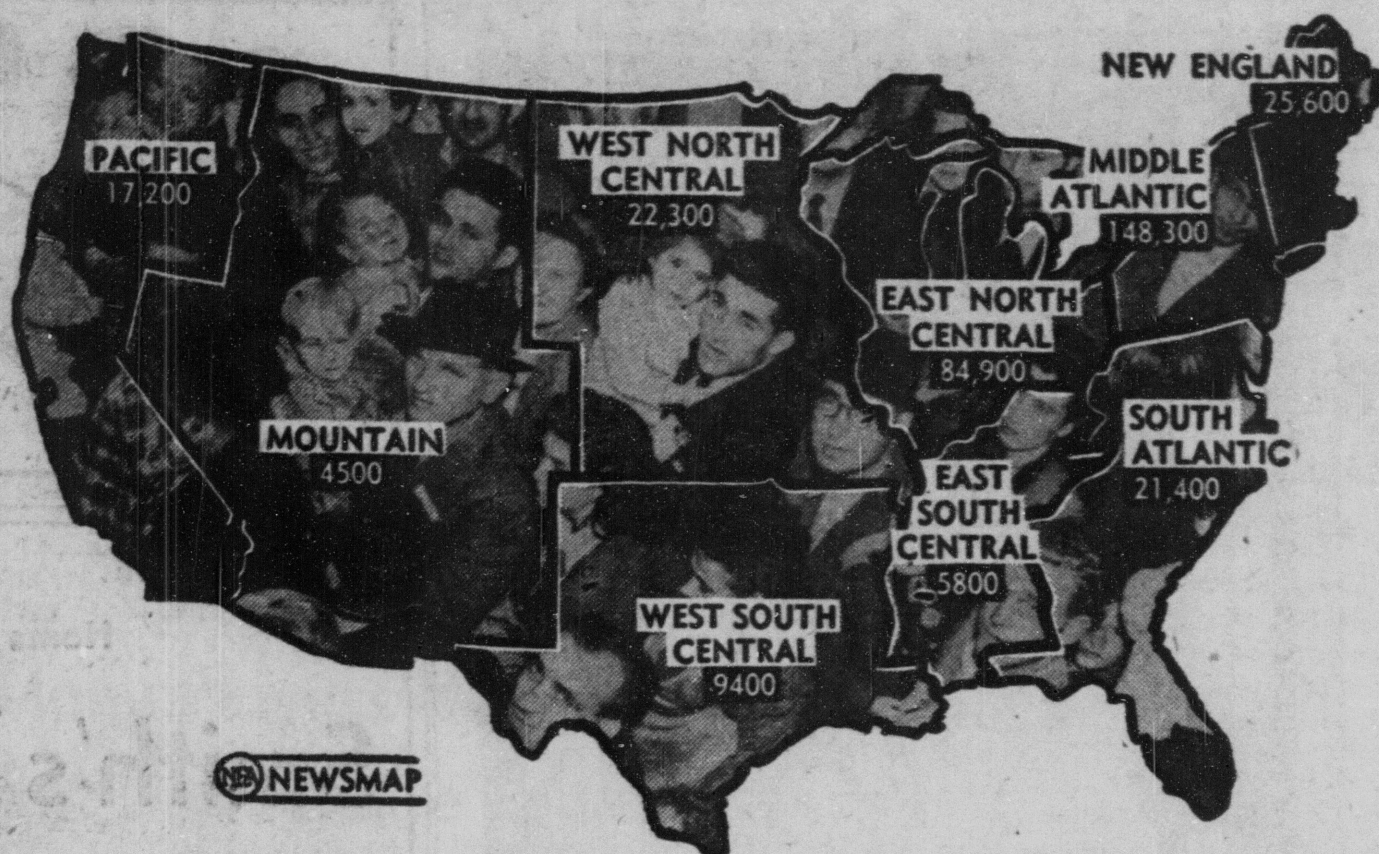 NEW ENGLAND
25,600
PACIFIC
17,200
WEST NORTH
CENTRAL
22,300
MIDDLE
ATLANTIC
148,300
EAST NORTH
CENTRAL
84,900
MOUNTAIN
4500
SOUTH
ATLANTIC
21,400
EAST
SOUTH
CENTRAL
5800
WEST SOUTH
CENTRAL
9400
NEA NEWSMAP